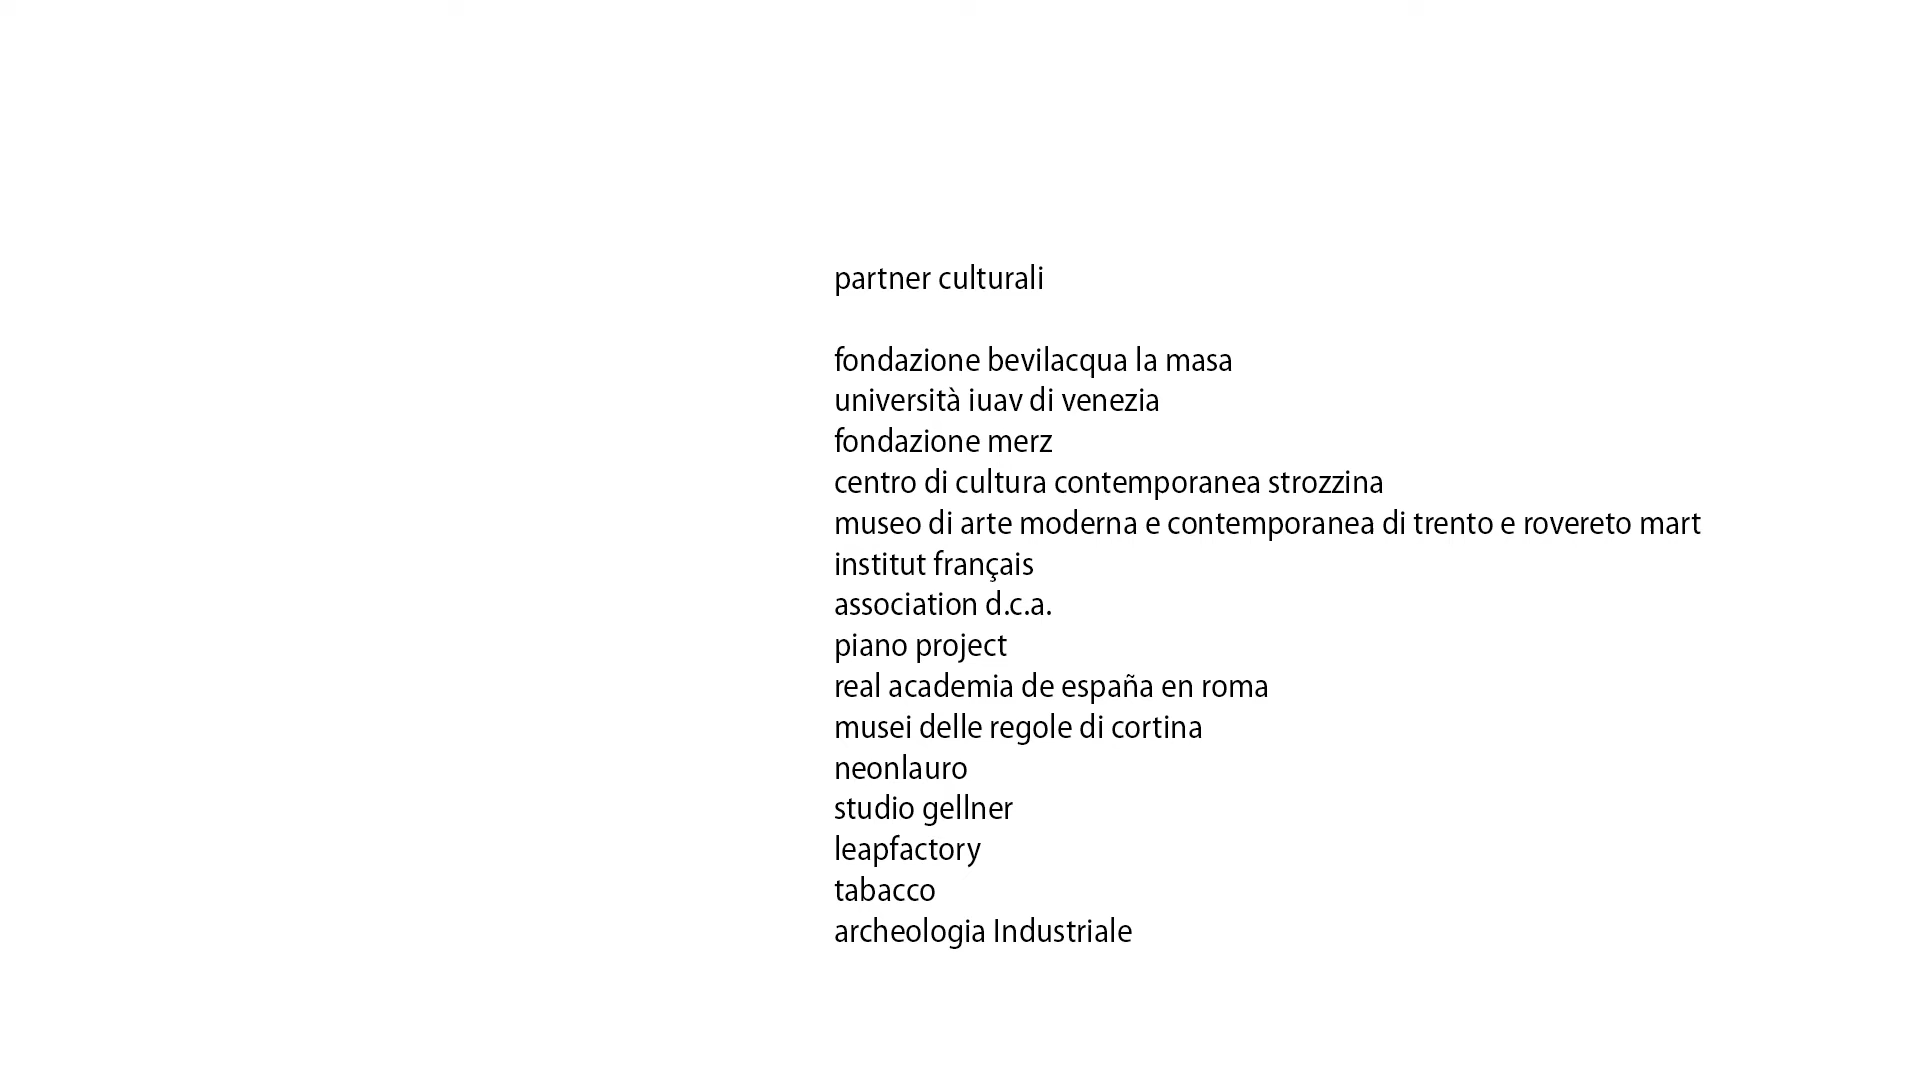 partner culturali
fondazione bevilacqua la masa
università iuav di venezia
fondazione merz
centro di cultura contemporanea strozzina
museo di arte moderna e contemporanea di trento e rovereto mart
institut français
association d.c.a.
piano project
real academia de españa en roma
musei delle regole di cortina
neonlauro
studio gellner
leapfactory
tabacco
archeologia Industriale